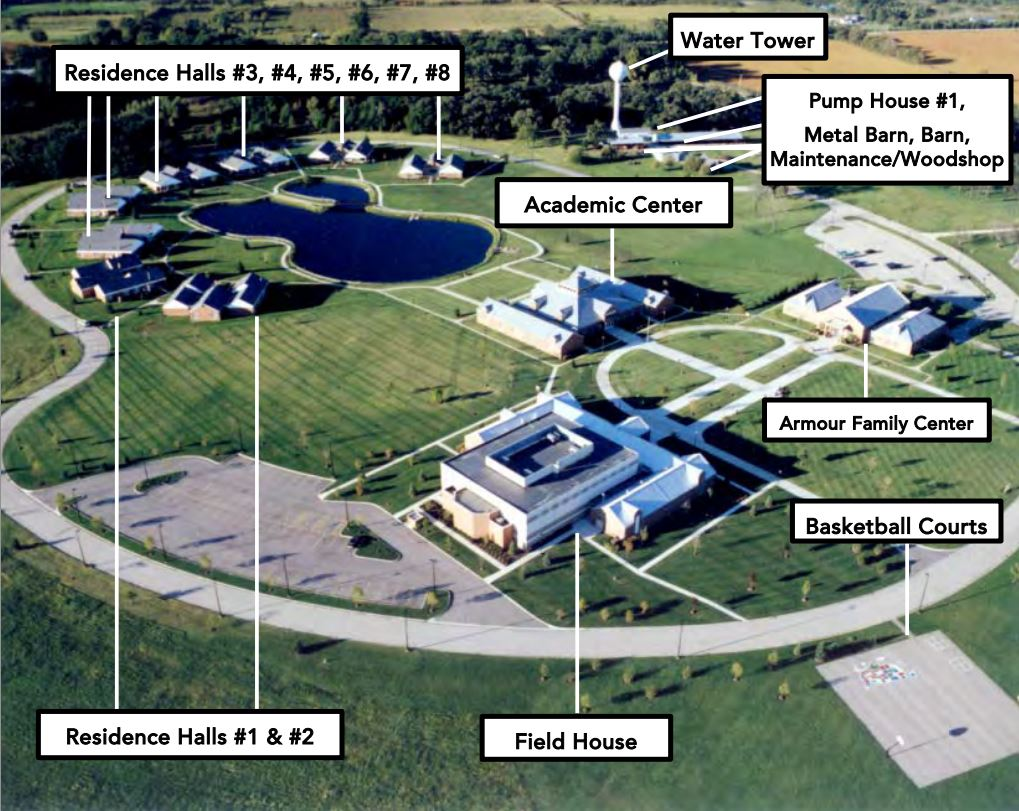 Water Tower
Residence Halls #3, #4, #5, #6, #7, #8
Pump House #1,
Metal Barn, Barn,
Maintenance/Woodshop
Academic Center
Armour Family Center
Basketball Courts
Residence Halls #1 & #2
Field House